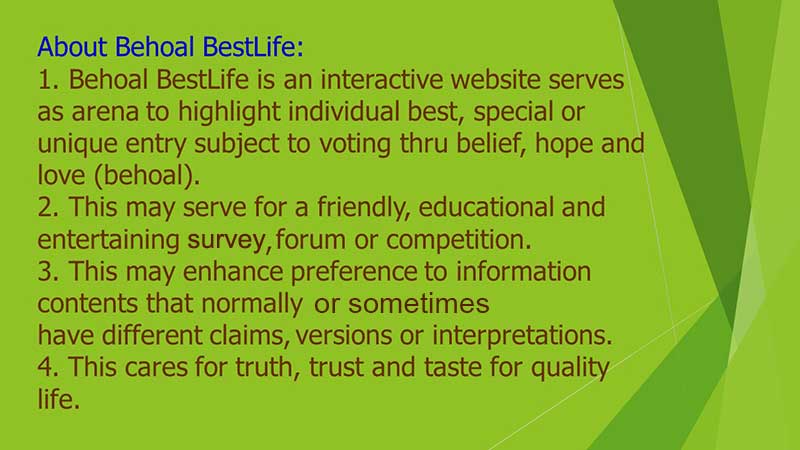 About Behoal BestLife:
1. Behoal BestLife is an interactive website serves
as arena to highlight individual best, special or
unique entry subject to voting thru belief, hope and
love (behoal).
2. This may serve for a friendly, educational and
entertaining survey, forum or competition.
3. This may enhance preference to information
contents that normally or sometimes
have different claims, versions or interpretations.
4. This cares for truth, trust and taste for quality
life.